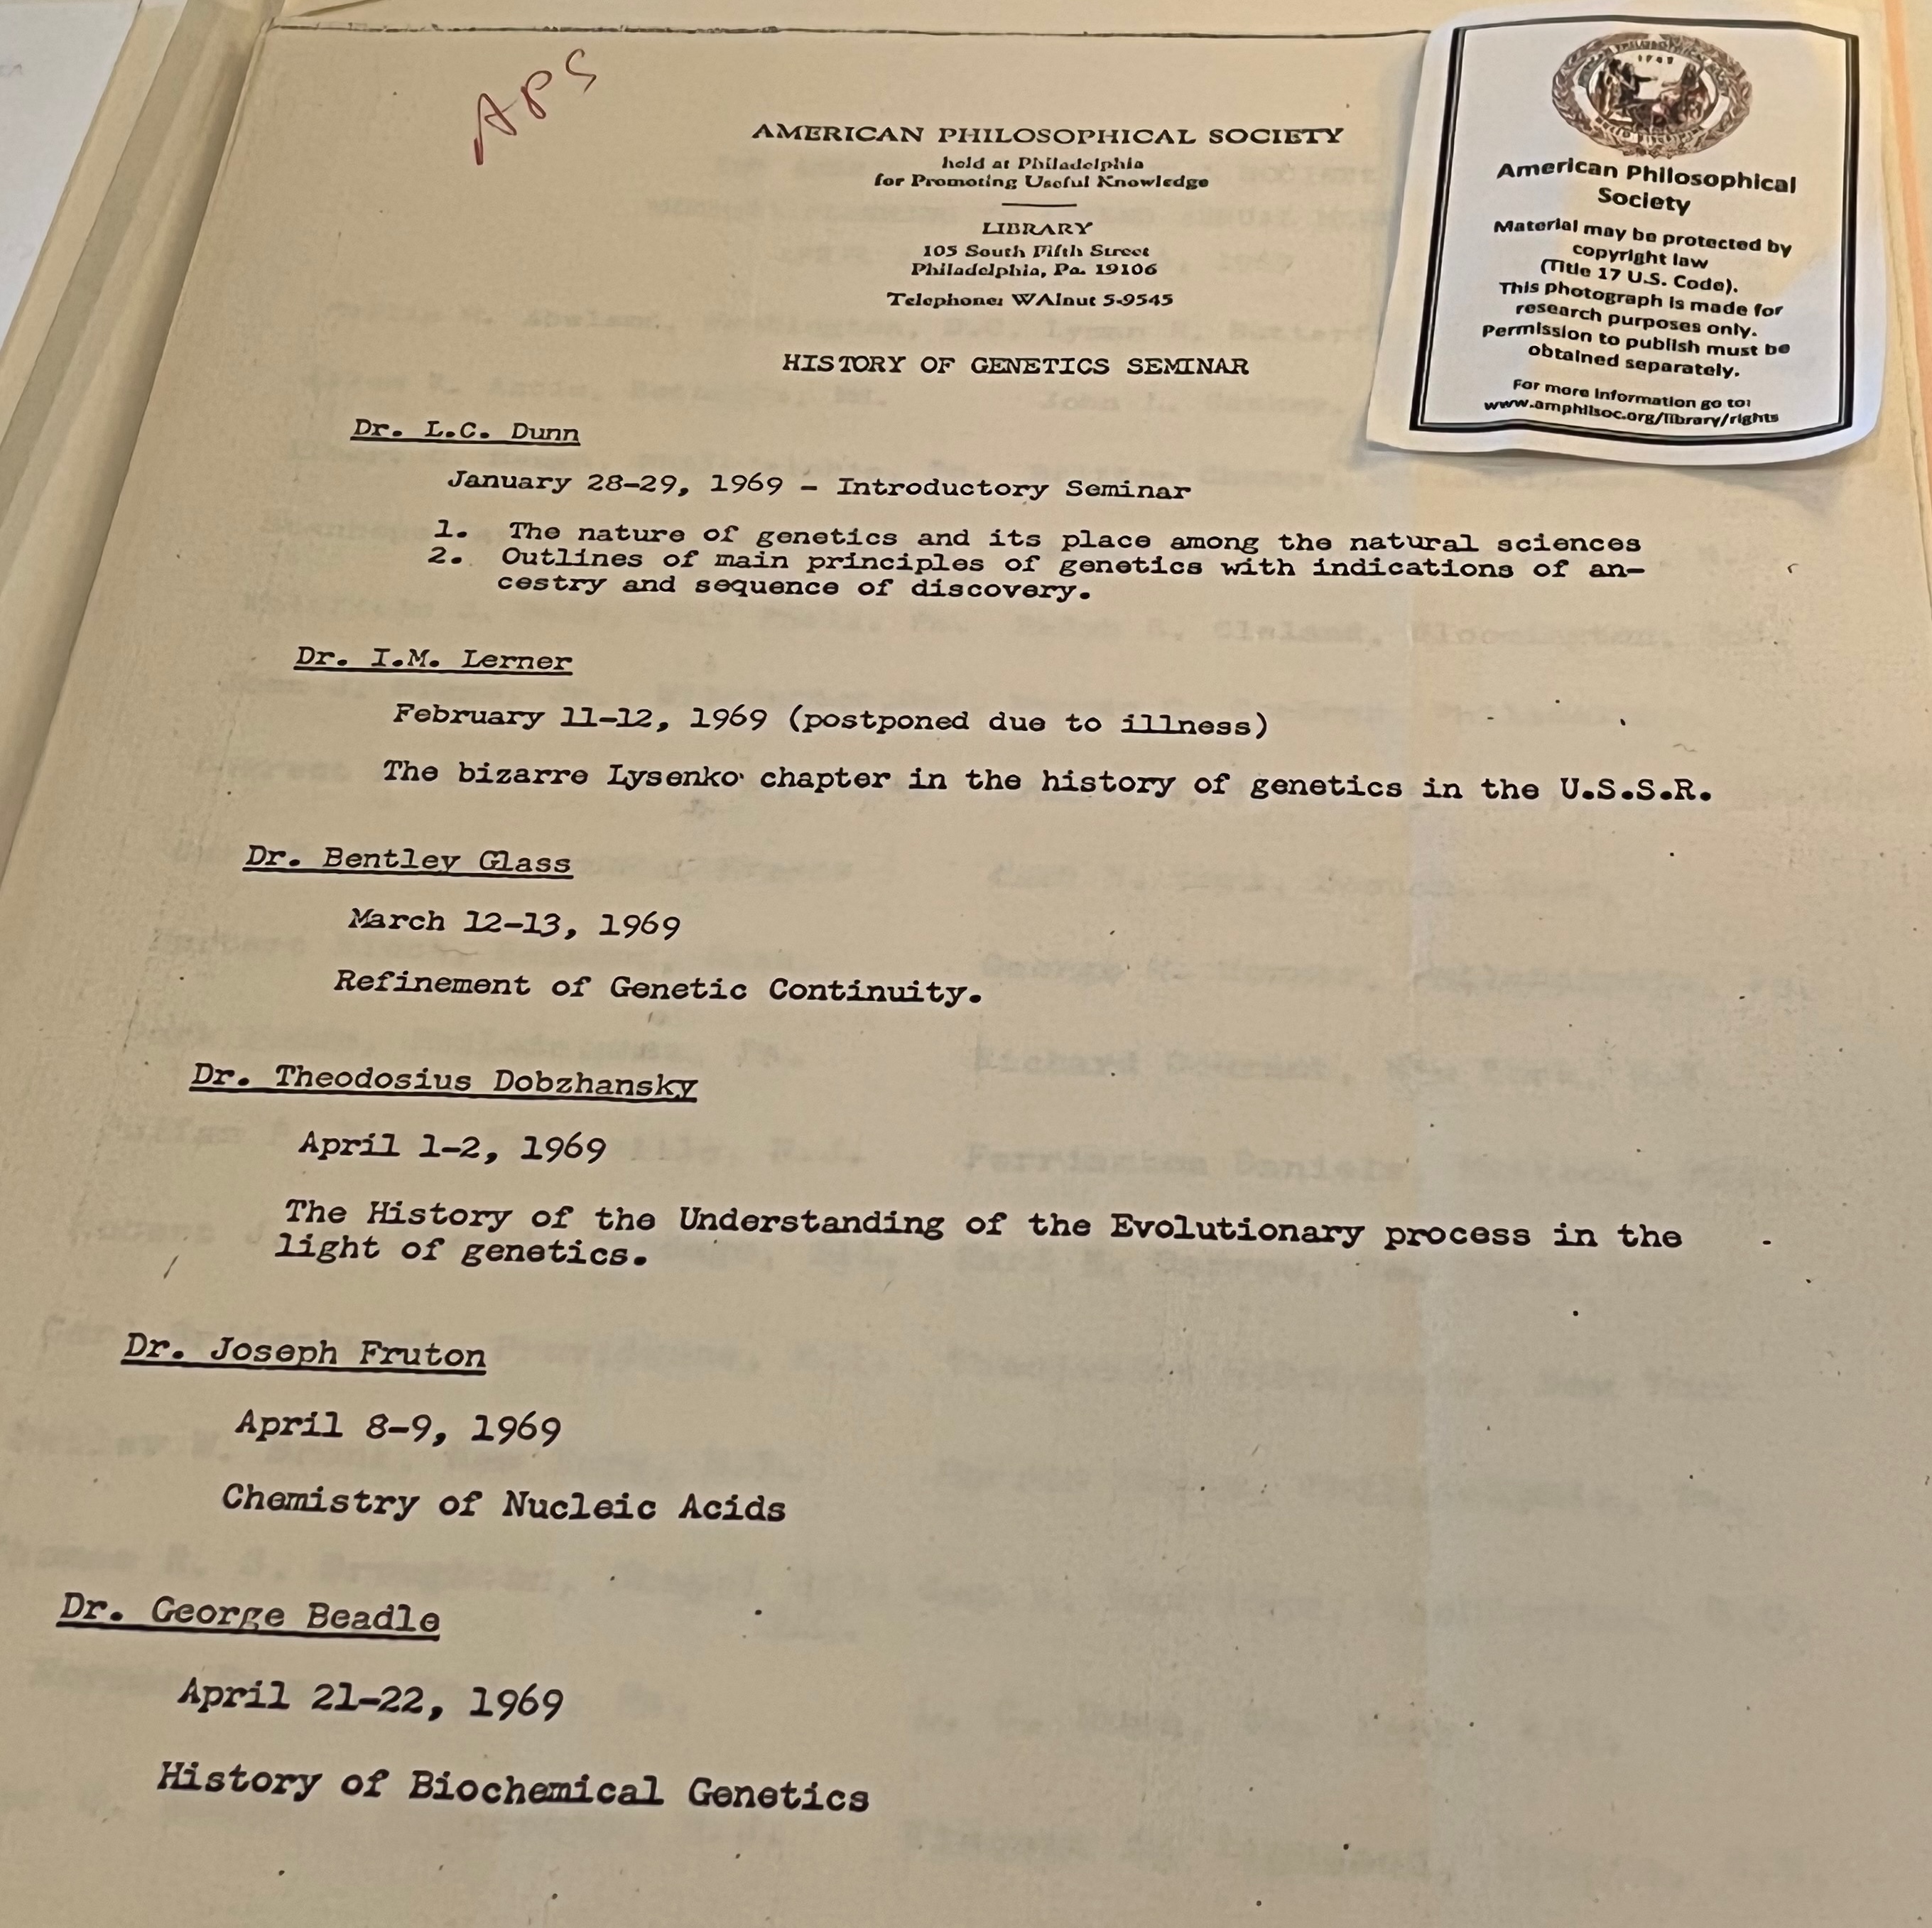 APS
AMERICAN PHILOSOPHICAL SOCIETY
held at Philadelphia
for Promoting Useful Knowledge
LIBRARY
105 South Fifth Street
Philadelphia, Pa. 19106
Telephone: WAlnut 5-9545
HISTORY OF GENETICS SEMINAR
Dr. L.C. Dunn
January 28-29, 1969 - Introductory Seminar
1. The nature of genetics and its place among the natural sciences
2. Outlines of main principles of genetics with indications of an-
cestry and sequence of discovery.
Dr. I.M. Lerner
February 11-12, 1969 (postponed due to illness)
The bizarre Lysenko chapter in the history of genetics in the U.S.S.R.
Dr. Bentley Glass
March 12-13, 1969
Refinement of Genetic Continuity.
Dr. Theodosius Dobzhansky
April 1-2, 1969
The History of the Understanding of the Evolutionary process in the
light of genetics.
Dr. Joseph Fruton
April 8-9, 1969
Chemistry of Nucleic Acids
Dr. George Beadle
April 21-22, 1969
History of Biochemical Genetics
1743
American Philosophical
Society
Material may be protected by
copyright law
(Title 17 U.S. Code).
This photograph is made for
research purposes only.
Permission to publish must be
obtained separately.
For more information go to:
www.amphilsoc.org/library/rights